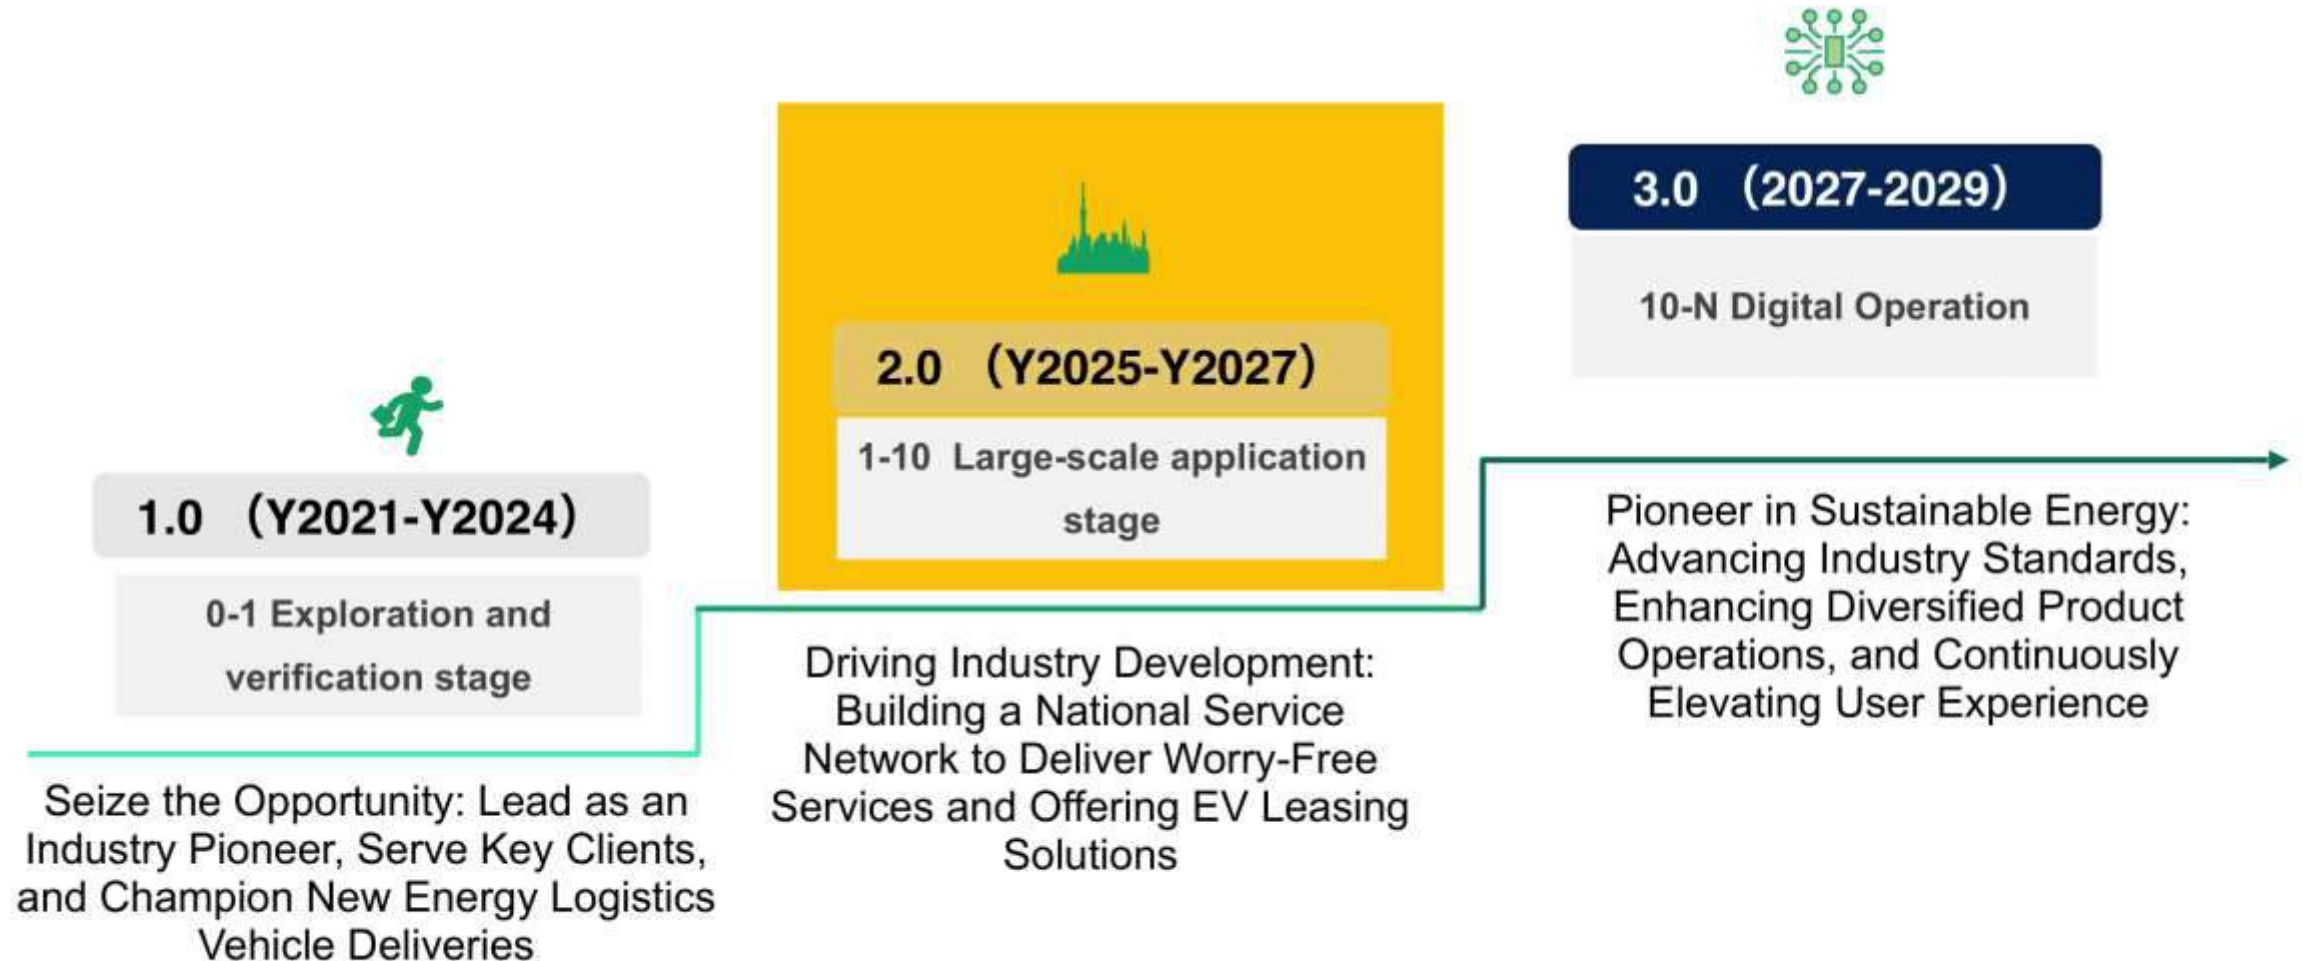 1.0 （Y2021-Y2024）
0-1 Exploration and
verification stage
Seize the Opportunity: Lead as an
Industry Pioneer, Serve Key Clients,
and Champion New Energy Logistics
Vehicle Deliveries
2.0 （Y2025-Y2027）
1-10 Large-scale application
stage
Driving Industry Development:
Building a National Service
Network to Deliver Worry-Free
Services and Offering EV Leasing
Solutions
3.0 （2027-2029）
10-N Digital Operation
Pioneer in Sustainable Energy:
Advancing Industry Standards,
Enhancing Diversified Product
Operations, and Continuously
Elevating User Experience